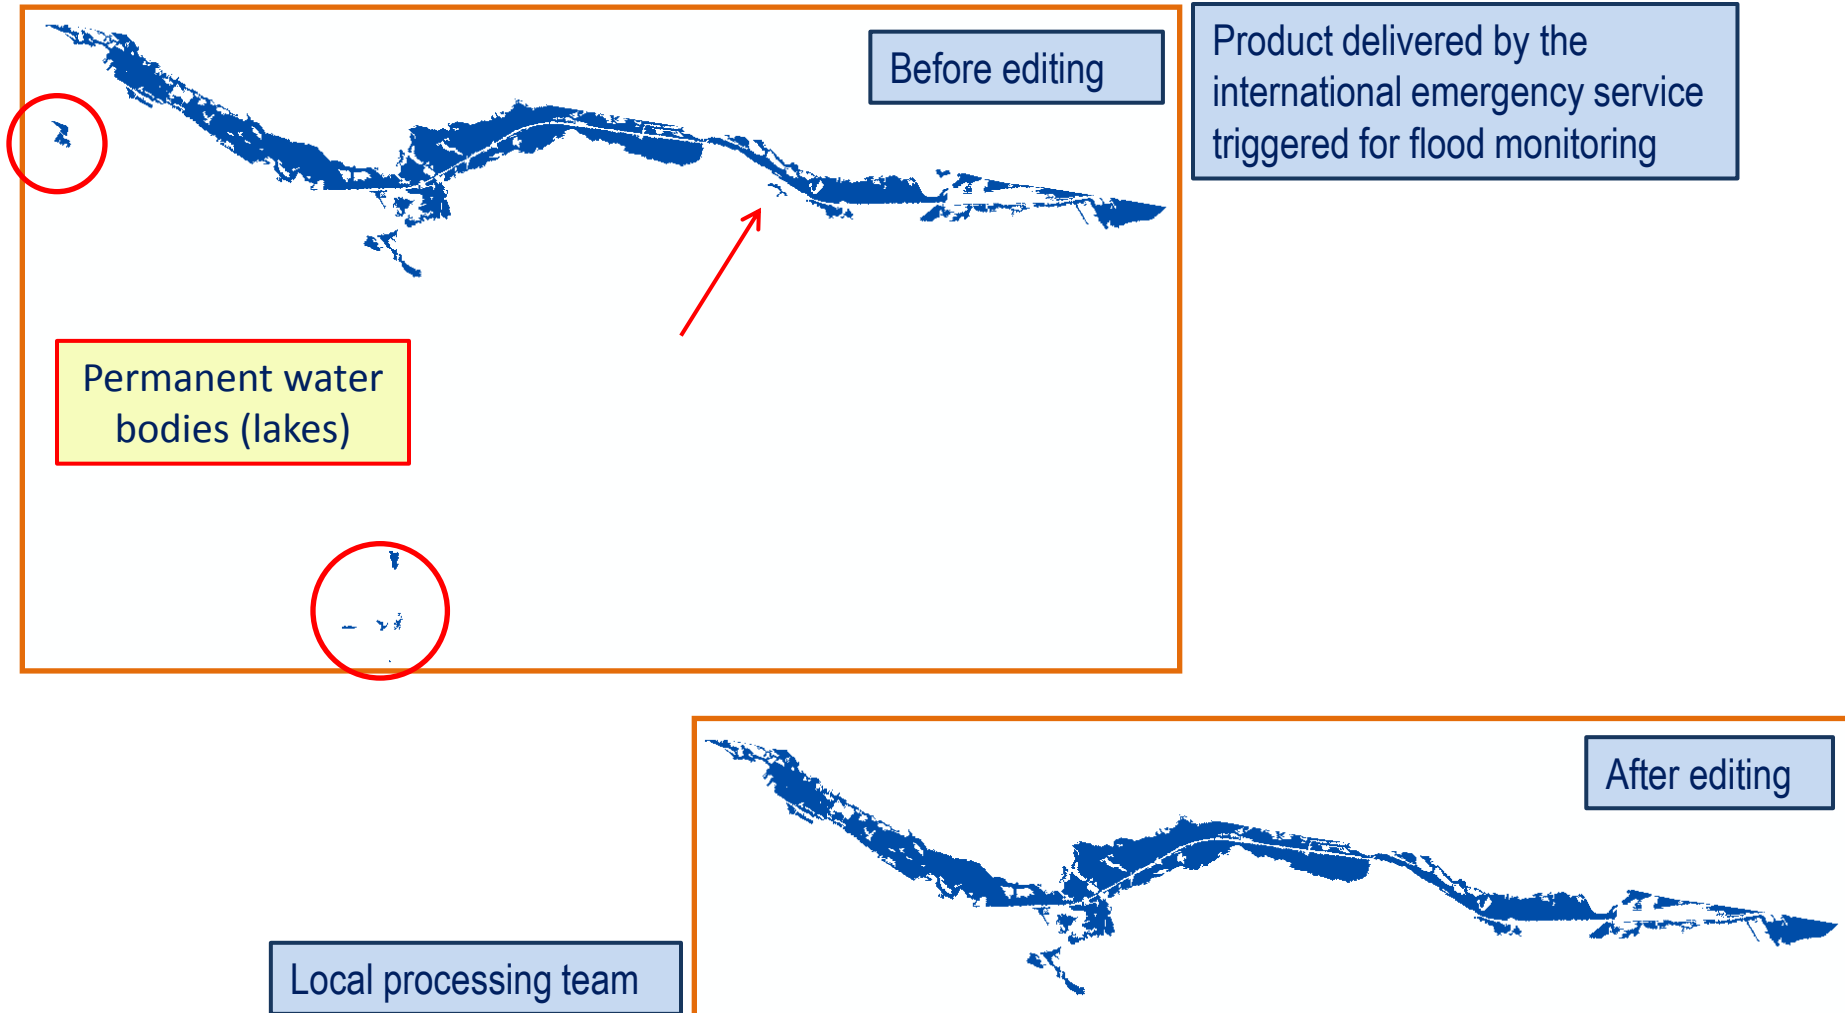 Before editing
Product delivered by the
international emergency service
triggered for flood monitoring
Permanent water
bodies (lakes)
After editing
Local processing team